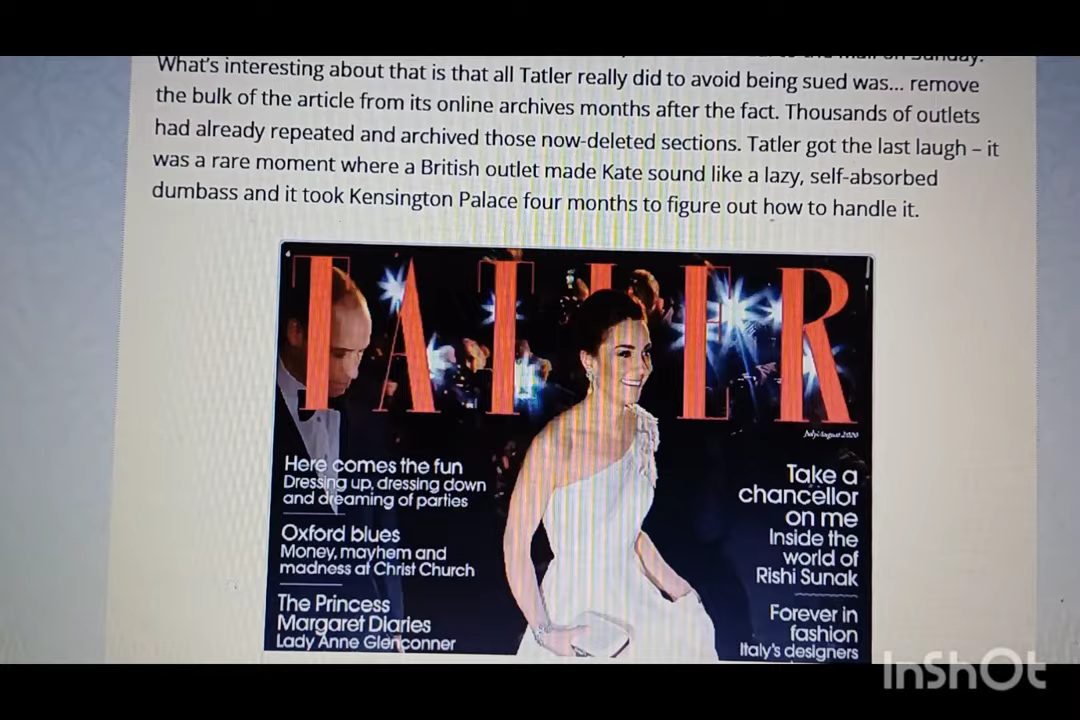 What's interesting about that is that all Tatler really did to avoid being sued was... remove
the bulk of the article from its online archives months after the fact. Thousands of outlets
had already repeated and archived those now-deleted sections. Tatler got the last laugh – it
was a rare moment where a British outlet made Kate sound like a lazy, self-absorbed
dumbass and it took Kensington Palace four months to figure out how to handle it.
TATLER
July/August 2020
Here comes the fun
Dressing up, dressing down
and dreaming of parties
Oxford blues
Money, mayhem and
madness at Christ Church
The Princess
Margaret Diaries
Lady Anne Glenconner
Take a
chancellor
on me
Inside the
world of
Rishi Sunak
Forever in
fashion
Italy's designers
InShOt